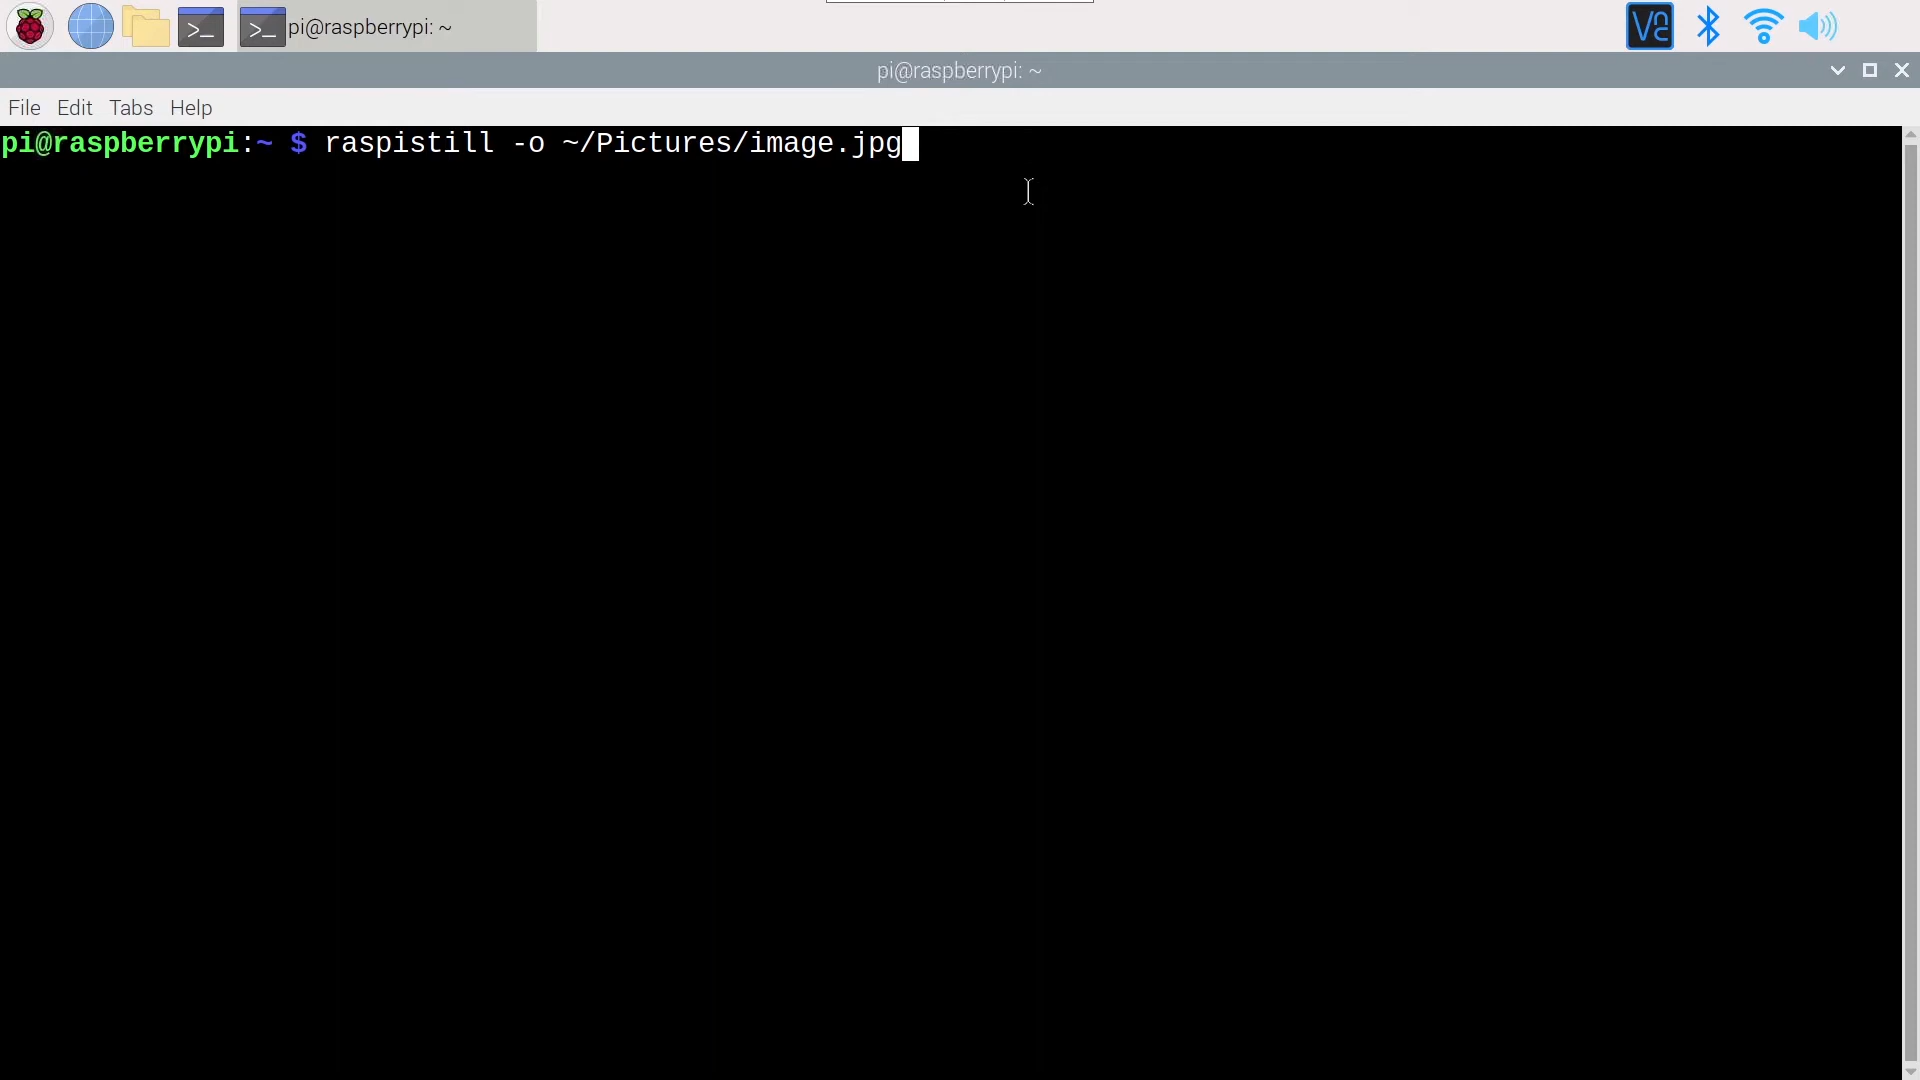 pi@raspberrypi: ~
pi@raspberrypi: ~
File Edit Tabs Help
pi@raspberrypi:~ $ raspistill -o ~/Pictures/image.jpg